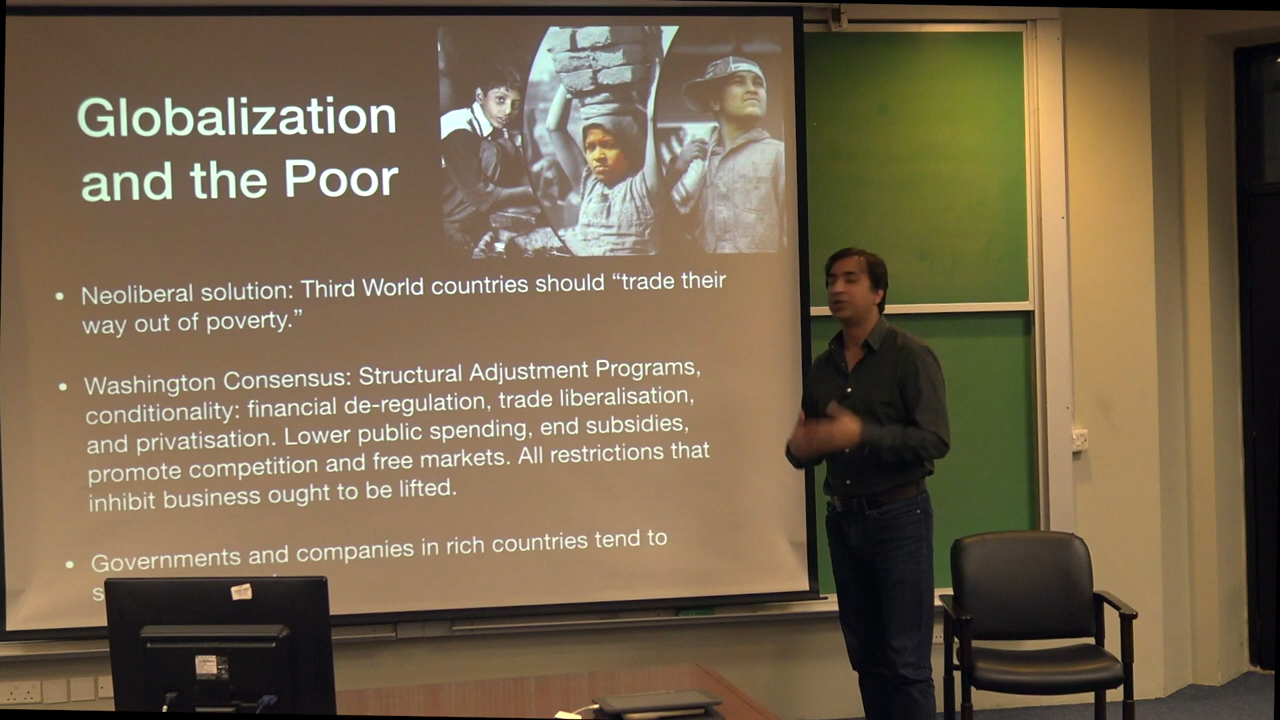 Globalization
and the Poor
• Neoliberal solution: Third World countries should “trade their
way out of poverty.”
• Washington Consensus: Structural Adjustment Programs,
conditionality: financial de-regulation, trade liberalisation,
and privatisation. Lower public spending, end subsidies,
promote competition and free markets. All restrictions that
inhibit business ought to be lifted.
• Governments and companies in rich countries tend to